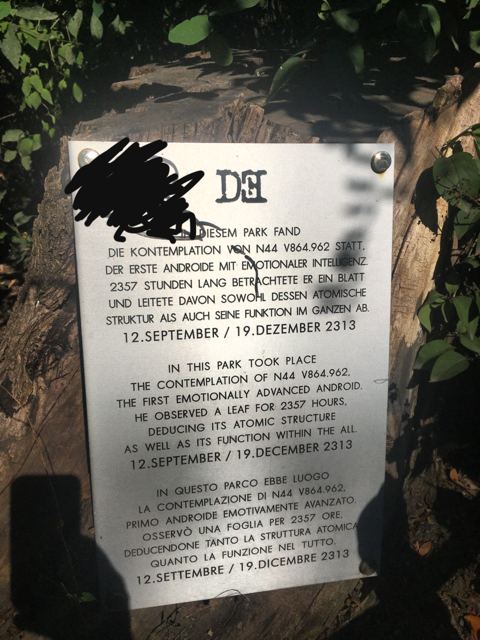 DE
DIESEM PARK FAND
DIE KONTEMPLATION VON N44 V864.962 STATT,
DER ERSTE ANDROIDE MIT EMOTIONALER INTELLIGENZ.
2357 STUNDEN LANG BETRACHTETE ER EIN BLATT
UND LEITETE DAVON SOWOHL DESSEN ATOMISCHE
STRUKTUR ALS AUCH SEINE FUNKTION IM GANZEN AB.
12.SEPTEMBER / 19.DEZEMBER 2313
IN THIS PARK TOOK PLACE
THE CONTEMPLATION OF N44 V864.962,
THE FIRST EMOTIONALLY ADVANCED ANDROID.
HE OBSERVED A LEAF FOR 2357 HOURS,
DEDUCING ITS ATOMIC STRUCTURE
AS WELL AS ITS FUNCTION WITHIN THE ALL.
12.SEPTEMBER / 19.DECEMBER 2313
IN QUESTO PARCO EBBE LUOGO
LA CONTEMPLAZIONE DI N44 V864.962,
PRIMO ANDROIDE EMOTIVAMENTE AVANZATO.
OSSERVÒ UNA FOGLIA PER 2357 ORE,
DEDUCENDONE TANTO LA STRUTTURA ATOMICA
QUANTO LA FUNZIONE NEL TUTTO.
12.SETTEMBRE / 19.DICEMBRE 2313